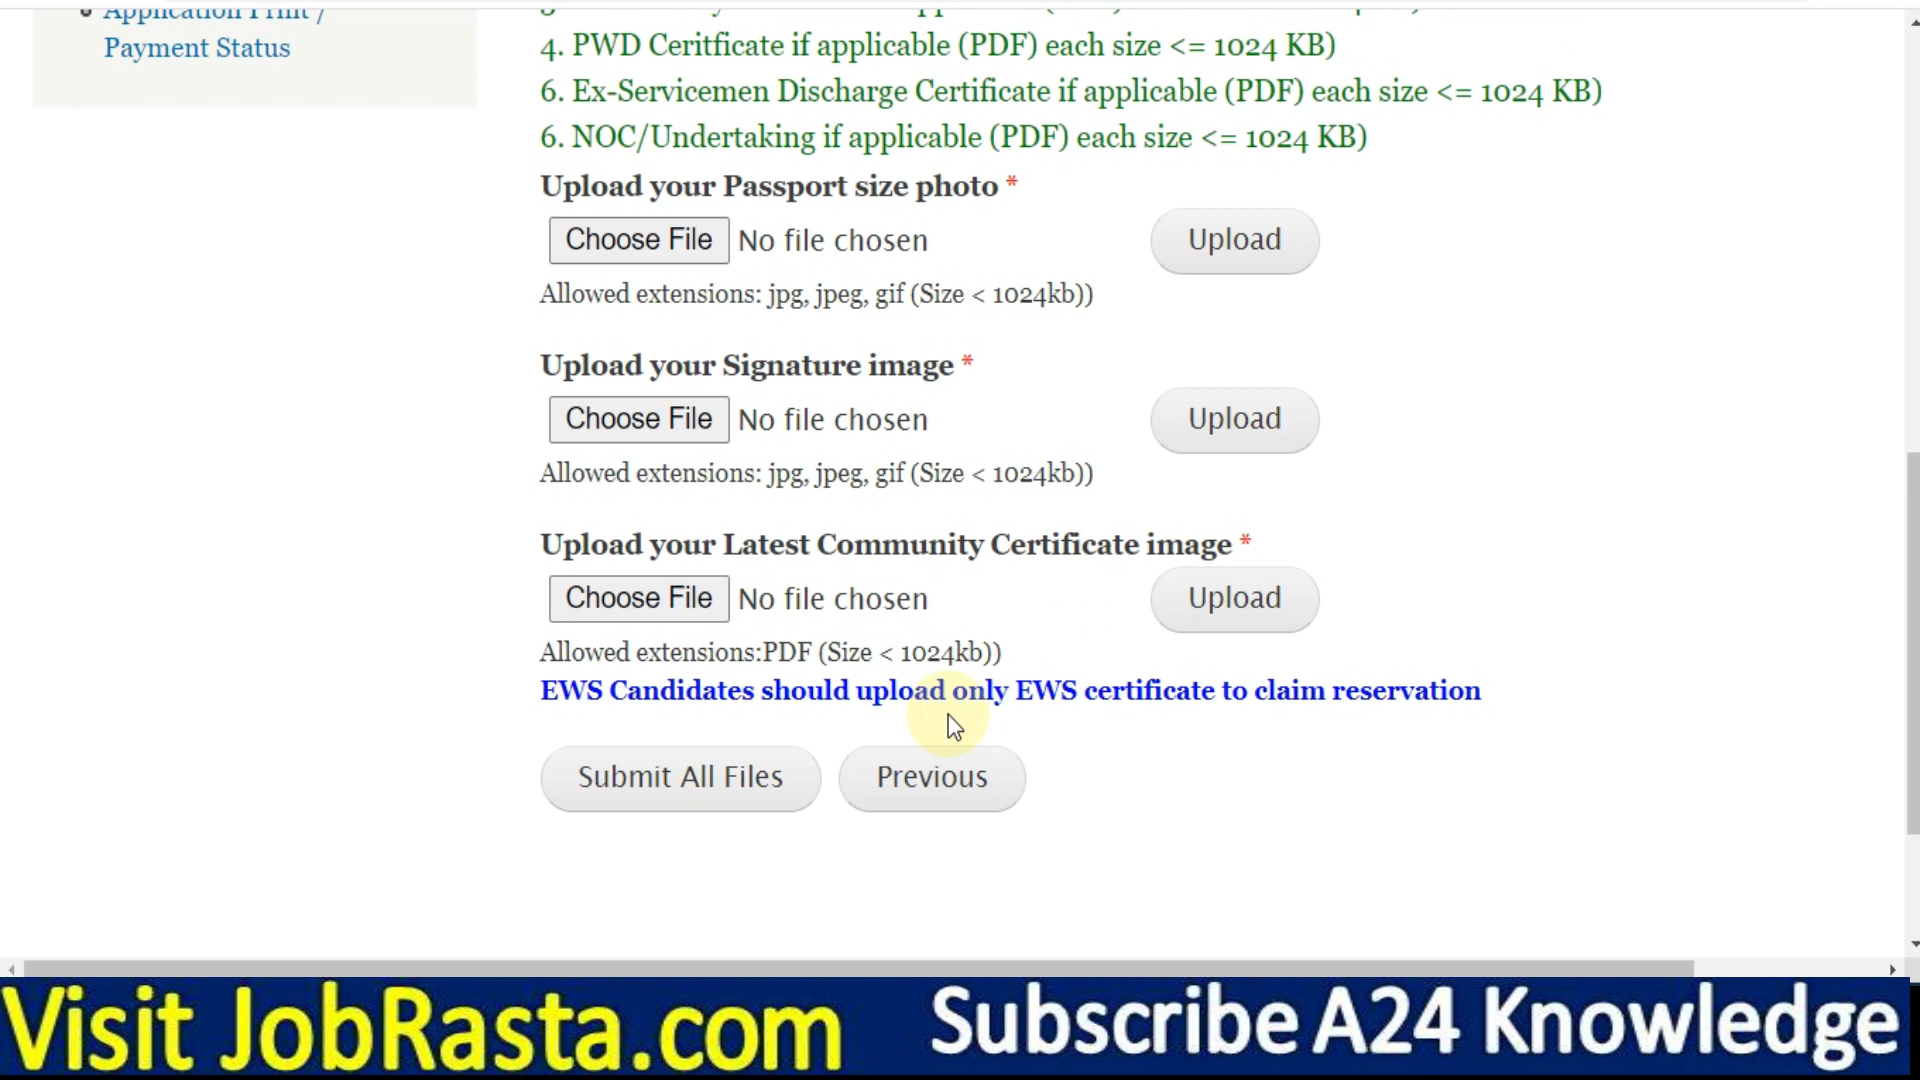 Application Print /
Payment Status
4. PWD Ceritficate if applicable (PDF) each size <= 1024 KB)
6. Ex-Servicemen Discharge Certificate if applicable (PDF) each size <= 1024 KB)
6. NOC/Undertaking if applicable (PDF) each size <= 1024 KB)
Upload your Passport size photo *
Choose File No file chosen Upload
Allowed extensions: jpg, jpeg, gif (Size < 1024kb))
Upload your Signature image *
Choose File No file chosen Upload
Allowed extensions: jpg, jpeg, gif (Size < 1024kb))
Upload your Latest Community Certificate image *
Choose File No file chosen Upload
Allowed extensions:PDF (Size < 1024kb))
EWS Candidates should upload only EWS certificate to claim reservation
Submit All Files Previous
Visit JobRasta.com Subscribe A24 Knowledge